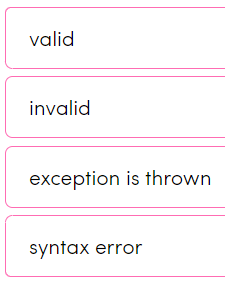 valid
invalid
exception is thrown
syntax error